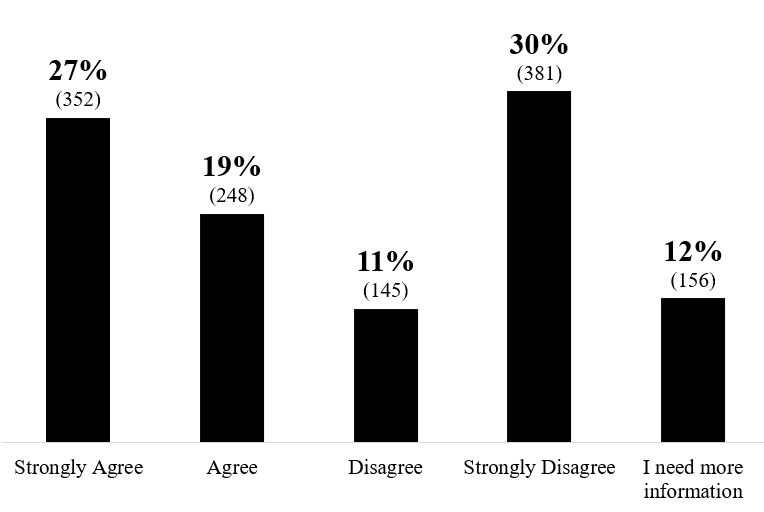 27%
(352)
19%
(248)
11%
(145)
30%
(381)
12%
(156)
Strongly Agree
Agree
Disagree
Strongly Disagree
I need more
information